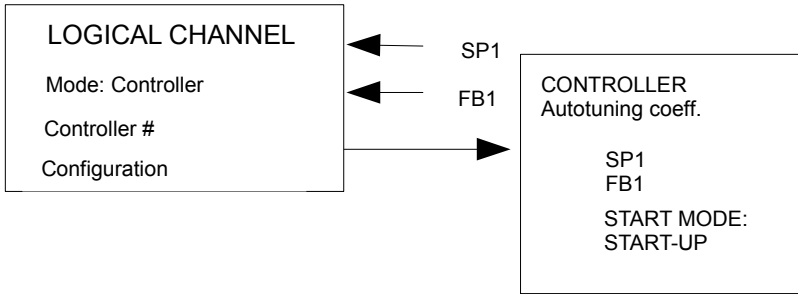 LOGICAL CHANNEL
Mode: Controller
Controller #
Configuration
SP1
FB1
CONTROLLER
Autotuning coeff.
SP1
FB1
START MODE:
START-UP